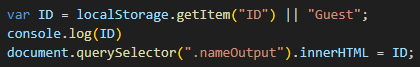 var ID = localStorage.getItem("ID") || "Guest";
console.log(ID)
document.querySelector(".nameOutput").innerHTML = ID;